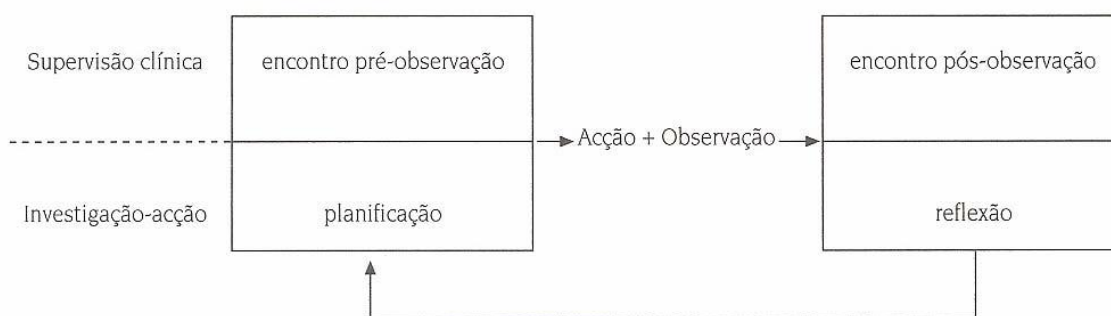 Supervisão clínica
encontro pré-observação
encontro pós-observação
Acção + Observação
Investigação-acção
planificação
reflexão